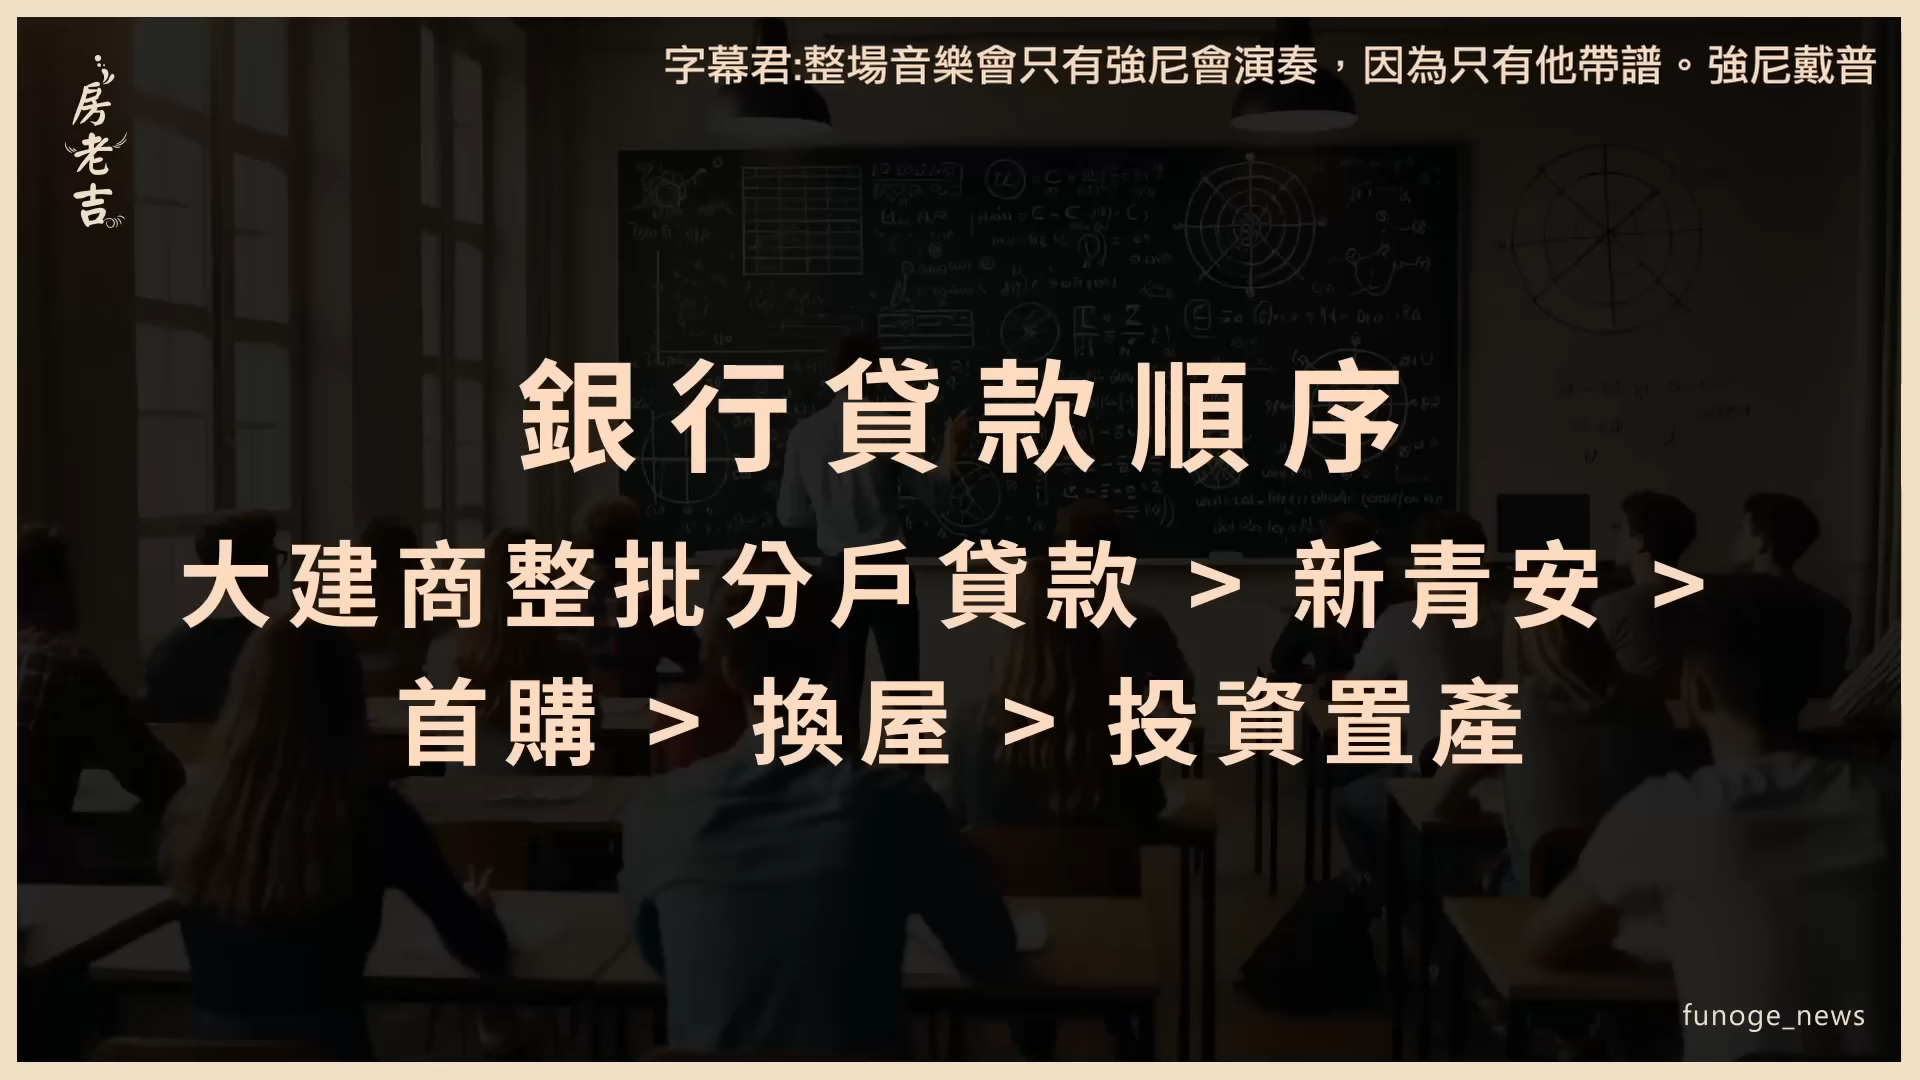 字幕君:整場音樂會只有強尼會演奏，因為只有他帶譜。強尼戴普
房老吉
銀行貸款順序
大建商整批分戶貸款 > 新青安 >
首購 > 換屋 > 投資置產
funoge_news